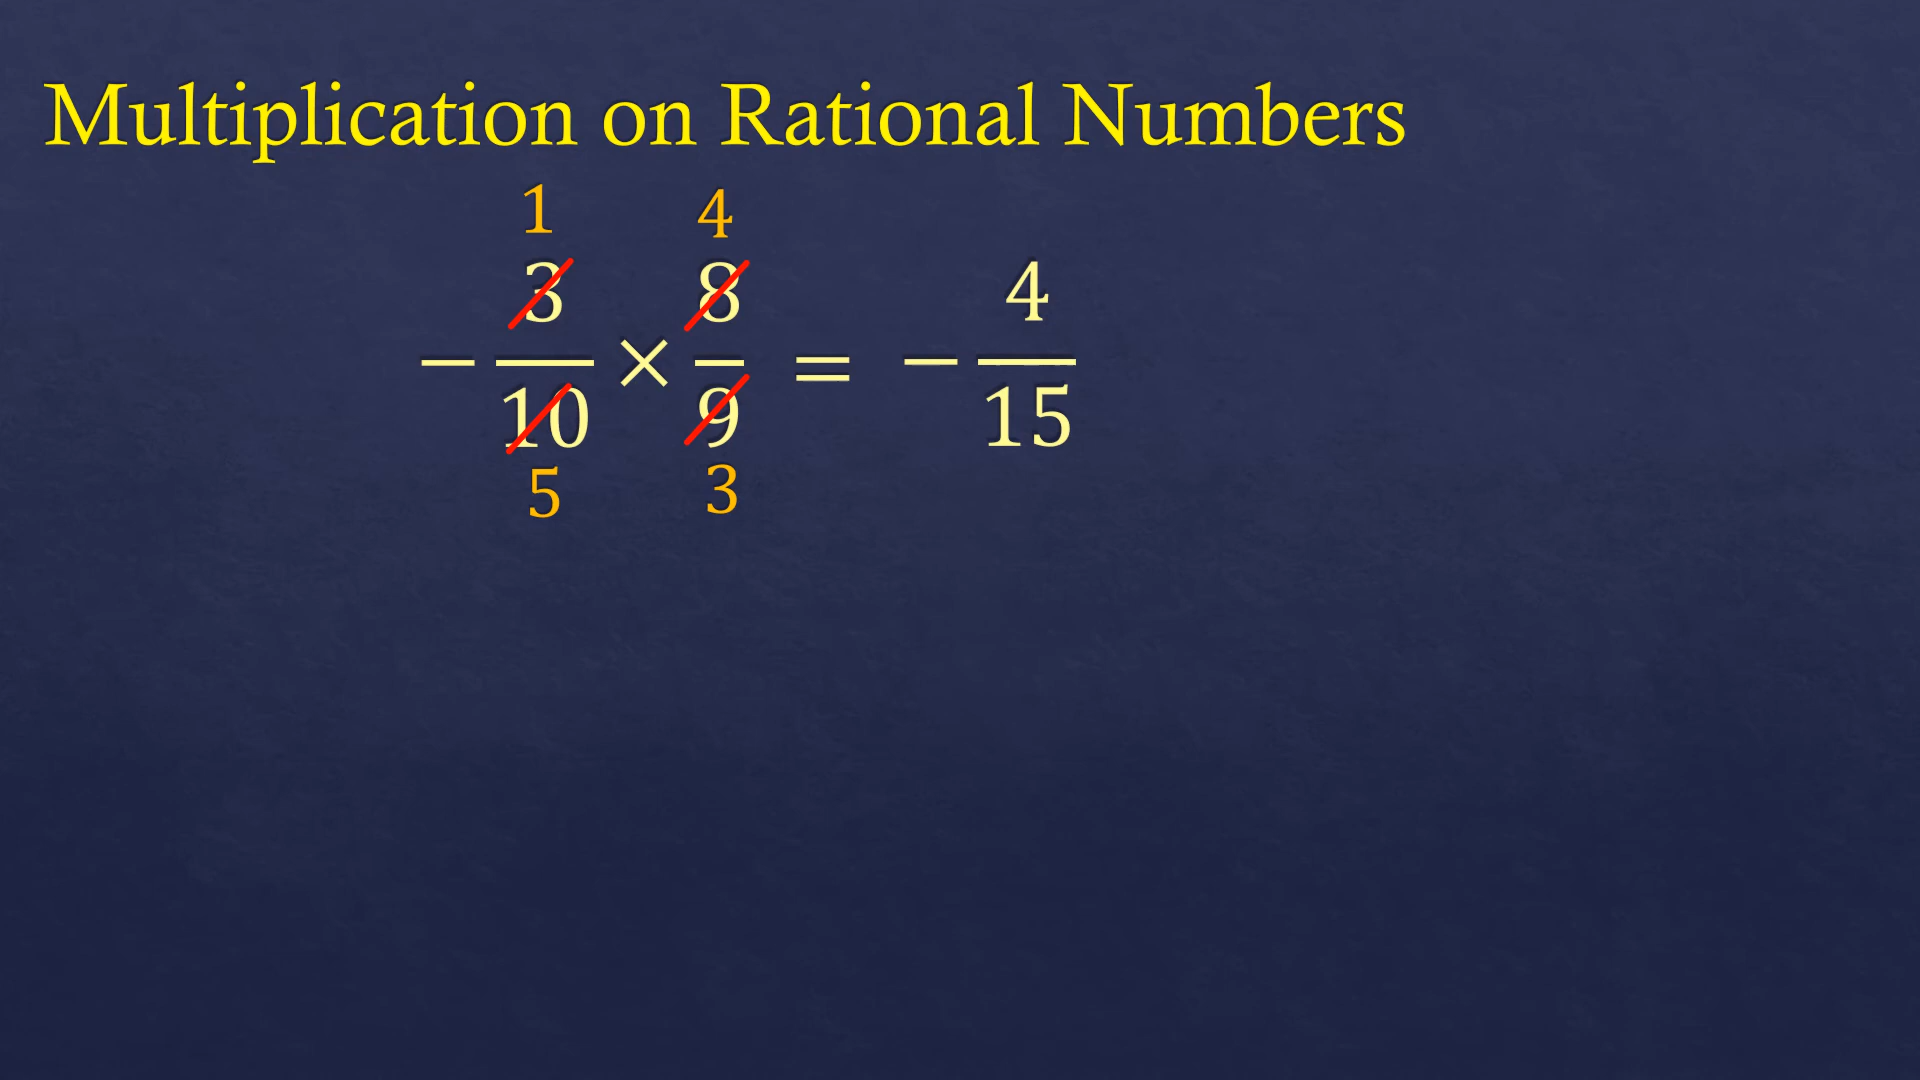 Multiplication on Rational Numbers
1 4
3 8 4
− — × — = − —
10 9 15
5 3